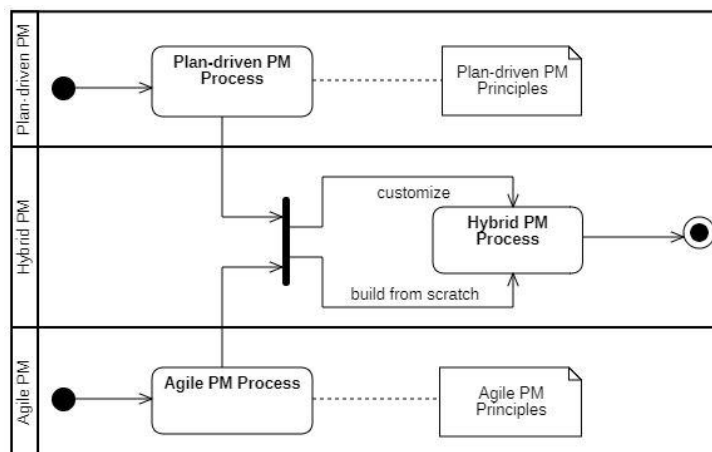 Plan-driven PM
Plan-driven PM
Process
Plan-driven PM
Principles
Hybrid PM
customize
Hybrid PM
Process
build from scratch
Agile PM
Agile PM Process
Agile PM
Principles